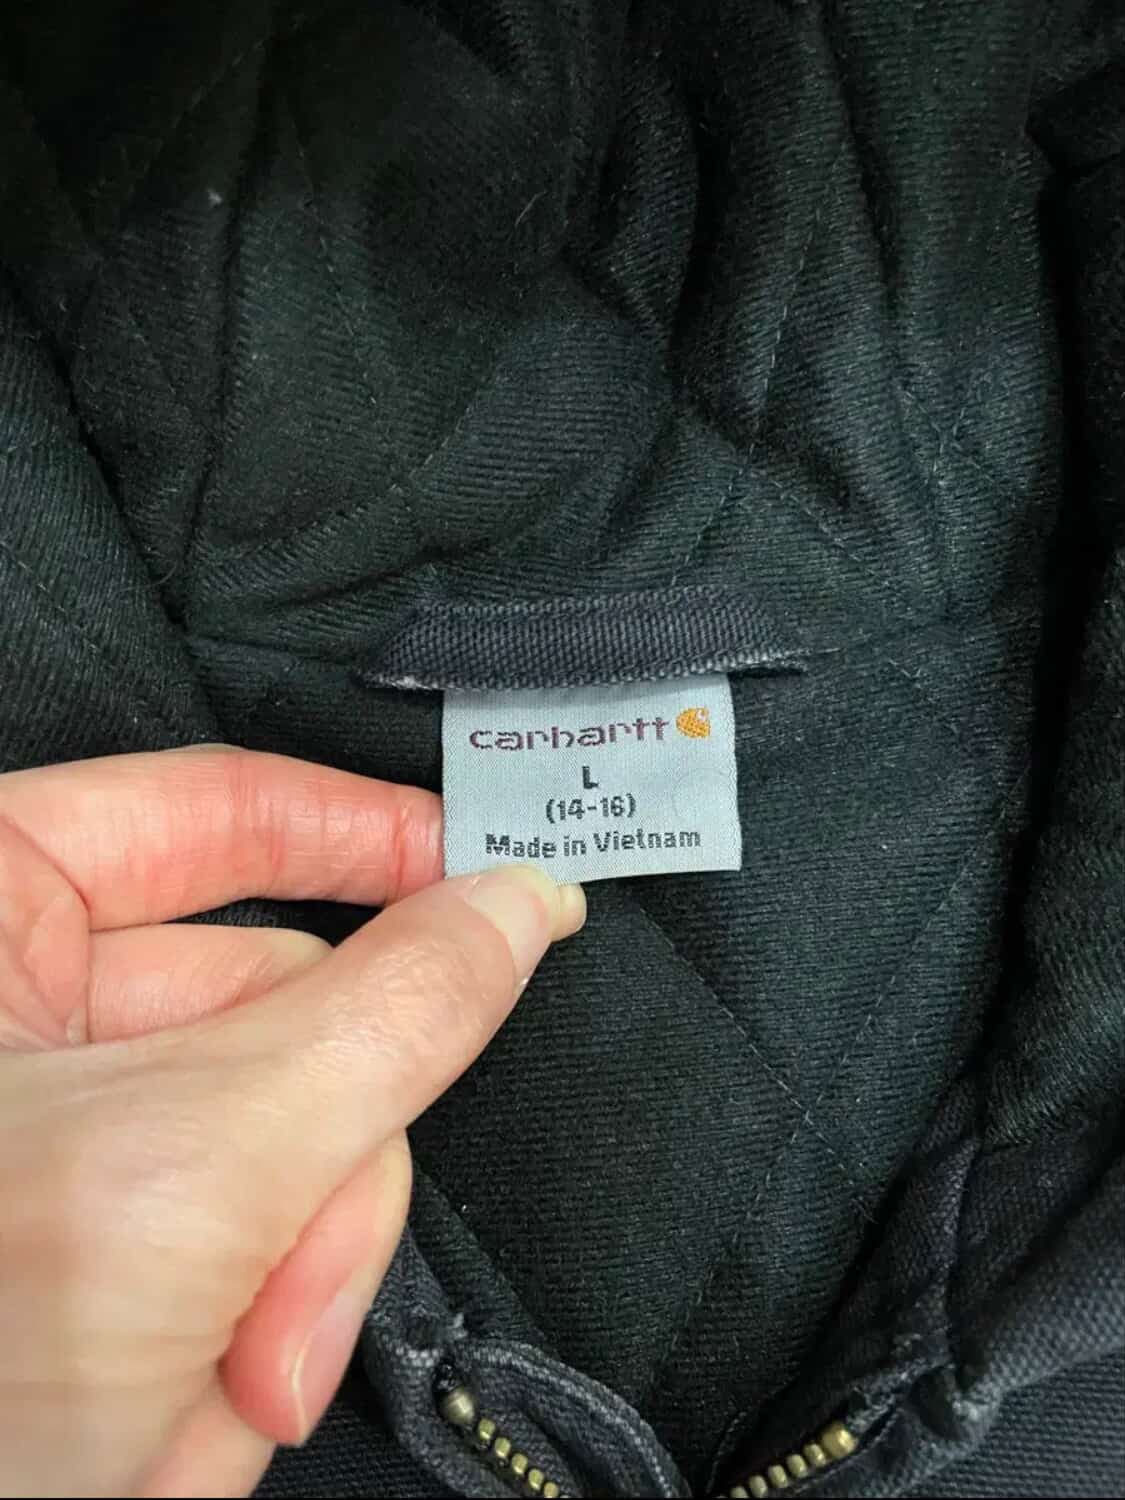 carhartt
L
(14-16)
Made in Vietnam